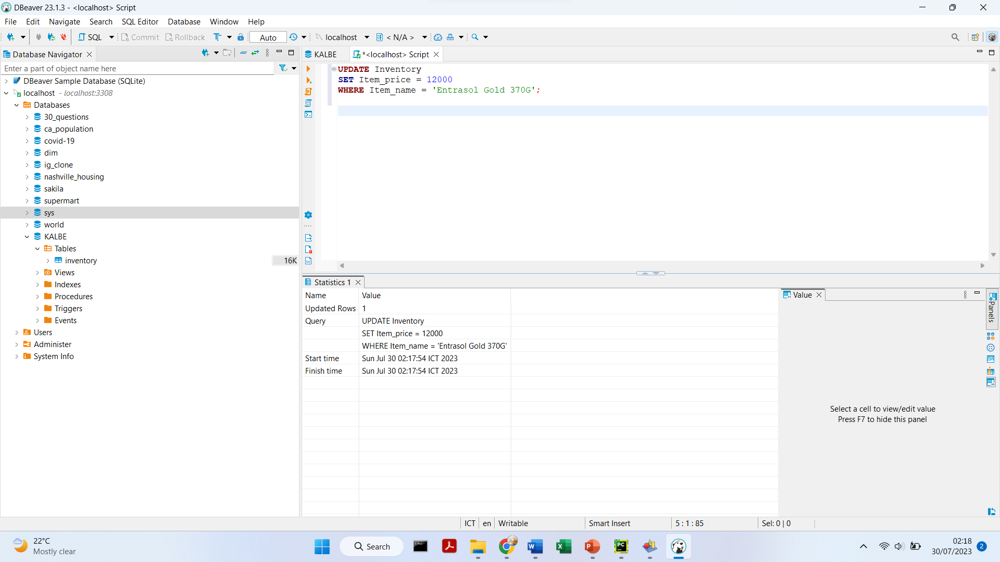 DBeaver 23.1.3 - <localhost> Script
File Edit Navigate Search SQL Editor Database Window Help
SQL Commit Rollback Auto localhost < N/A >
Database Navigator
KALBE *<localhost> Script
Enter a part of object name here
DBeaver Sample Database (SQLite)
localhost - localhost:3308
Databases
30_questions
ca_population
covid-19
dim
ig_clone
nashville_housing
sakila
supermart
sys
world
KALBE
Tables
inventory 16K
Views
Indexes
Procedures
Triggers
Events
Users
Administer
System Info
UPDATE Inventory
SET Item_price = 12000
WHERE Item_name = 'Entrasol Gold 370G';
Statistics 1
Name Value
Updated Rows 1
Query UPDATE Inventory
SET Item_price = 12000
WHERE Item_name = 'Entrasol Gold 370G'
Start time Sun Jul 30 02:17:54 ICT 2023
Finish time Sun Jul 30 02:17:54 ICT 2023
Value
Select a cell to view/edit value
Press F7 to hide this panel
Panels
ICT en Writable Smart Insert 5 : 1 : 85 Sel: 0 | 0
22°C
Mostly clear
Search
02:18
30/07/2023
2